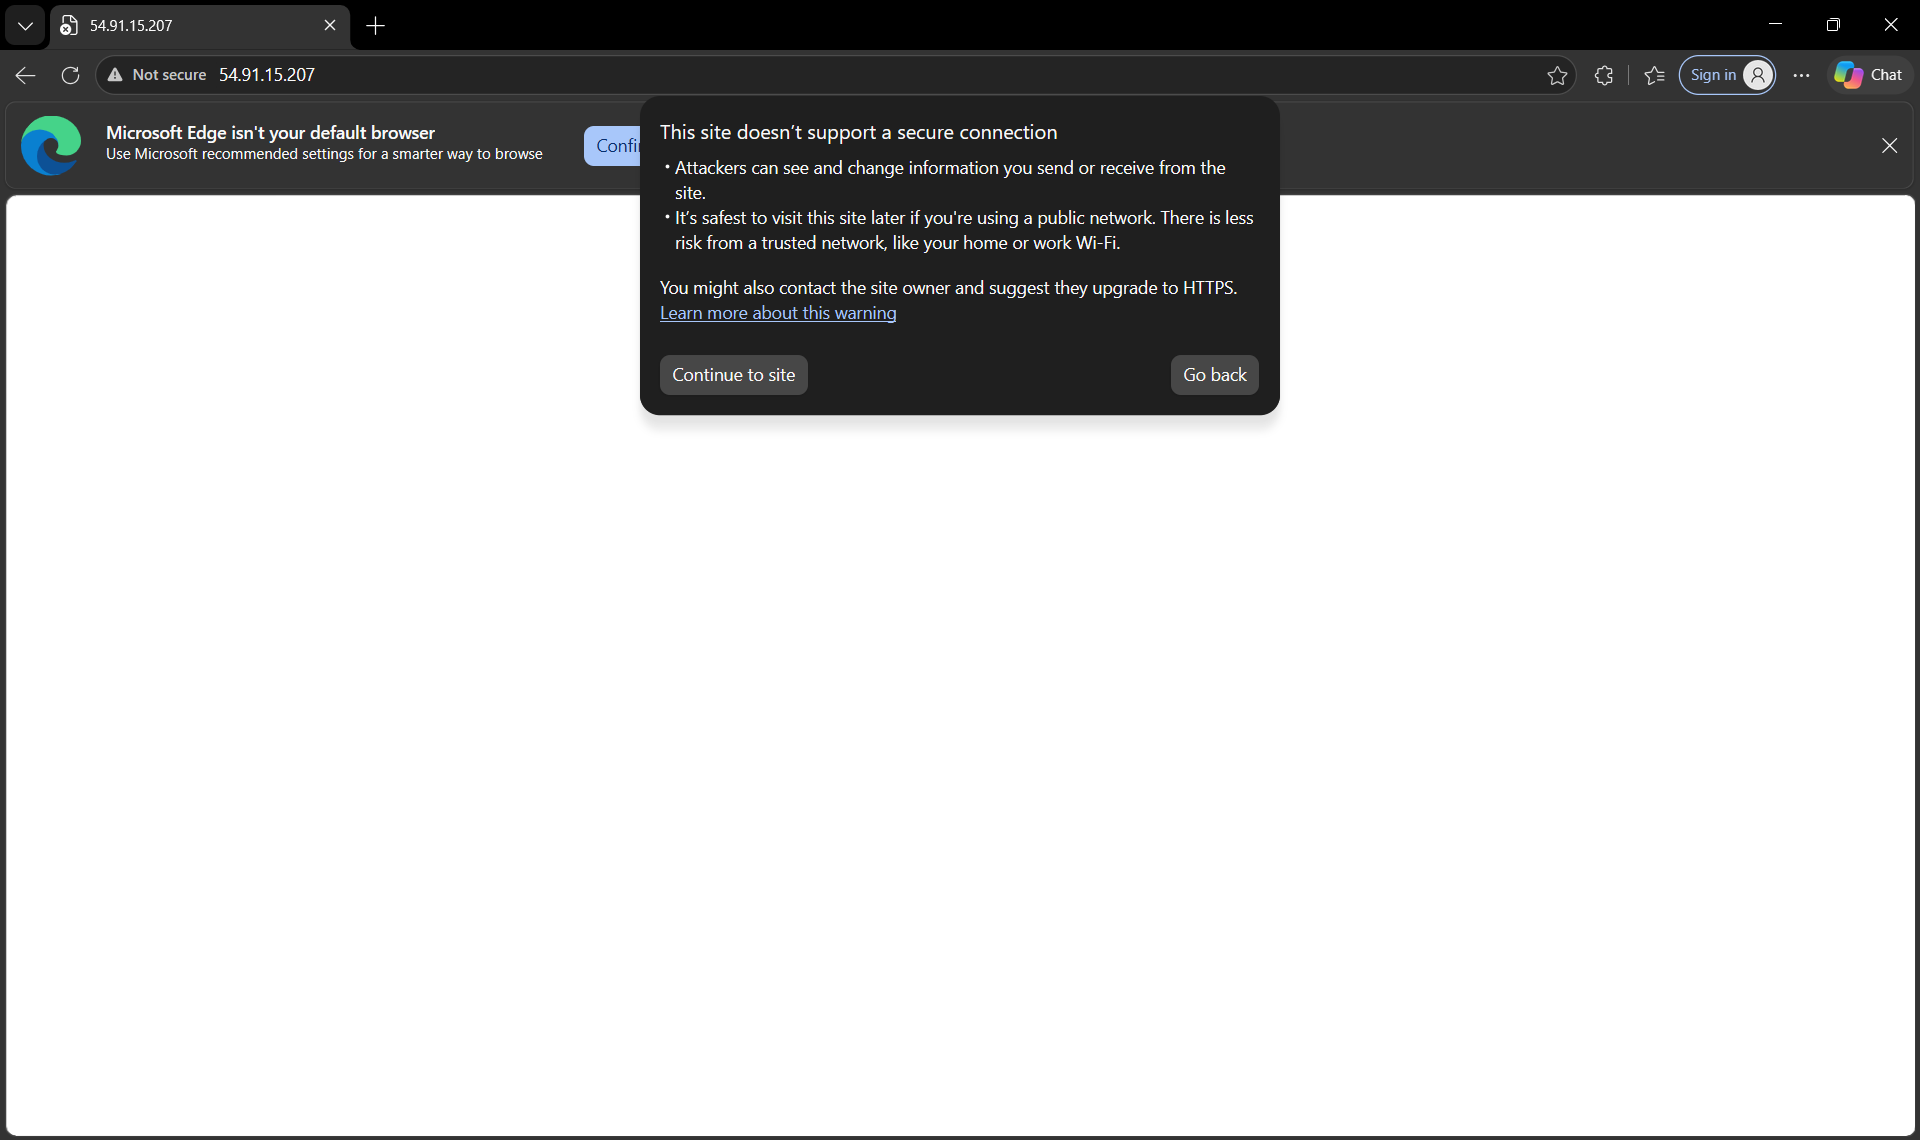 54.91.15.207
Not secure 54.91.15.207
Sign in
Chat
Microsoft Edge isn't your default browser
Use Microsoft recommended settings for a smarter way to browse
This site doesn't support a secure connection
• Attackers can see and change information you send or receive from the
site.
• It's safest to visit this site later if you're using a public network. There is less
risk from a trusted network, like your home or work Wi-Fi.
You might also contact the site owner and suggest they upgrade to HTTPS.
Learn more about this warning
Continue to site
Go back